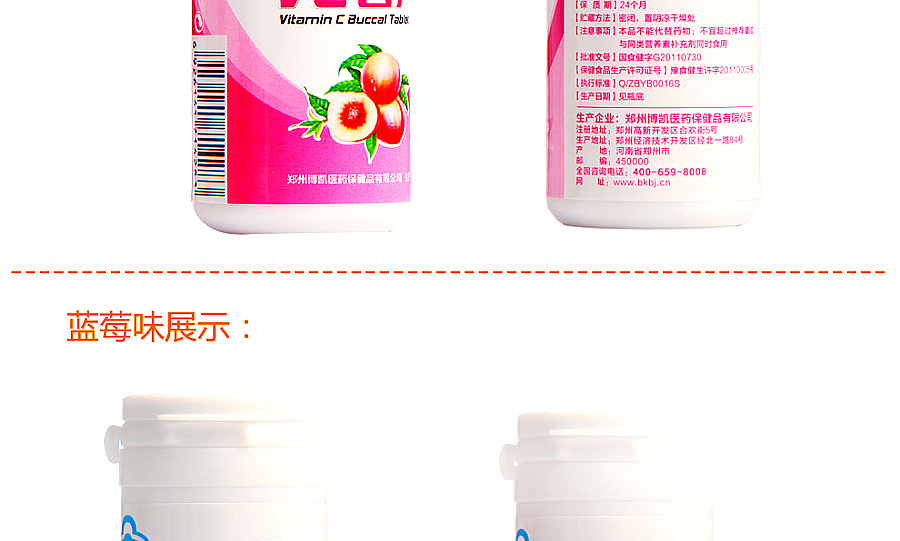 Vitamin C Buccal Tablet
郑州博凯医药保健品有限公司
【保 质 期】24个月
【贮藏方法】密闭、置阴凉干燥处
【注意事项】本品不能代替药物；不宜超过推荐量或
与同类营养素补充剂同时食用
【批准文号】国食健字G20110730
【保健食品生产许可证号】豫食健生许字20110005号
【执行标准】Q/ZBYB0016S
【生产日期】见瓶底
生产企业：郑州博凯医药保健品有限公司
注册地址：郑州高新开发区合欢街5号
生产地址：郑州经济技术开发区经北一路84号
产 地：河南省郑州市
邮 编：450000
全国咨询电话：400-659-8008
网 址：www.bkbj.cn
蓝莓味展示：